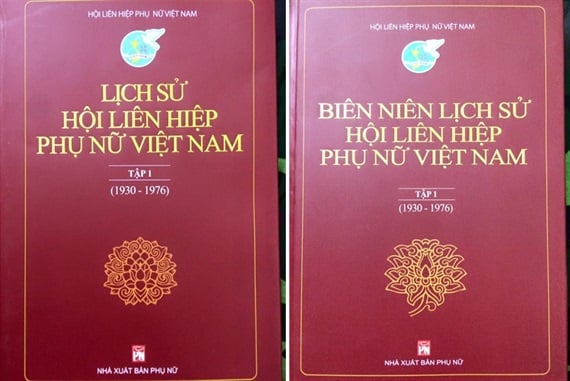 HỘI LIÊN HIỆP PHỤ NỮ VIỆT NAM
LỊCH SỬ
HỘI LIÊN HIỆP
PHỤ NỮ VIỆT NAM
TẬP 1
(1930 - 1976)
PN
NHÀ XUẤT BẢN PHỤ NỮ
HỘI LIÊN HIỆP PHỤ NỮ VIỆT NAM
BIÊN NIÊN LỊCH SỬ
HỘI LIÊN HIỆP
PHỤ NỮ VIỆT NAM
TẬP 1
(1930 - 1976)
PN
NHÀ XUẤT BẢN PHỤ NỮ